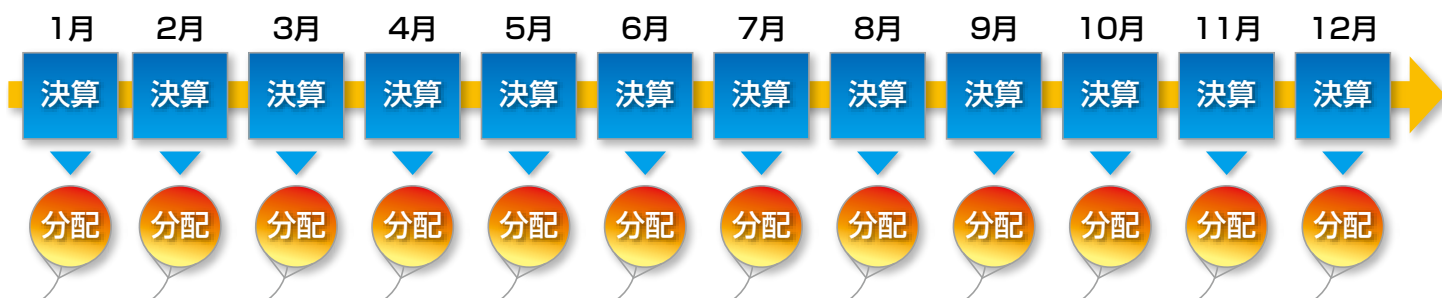 1月 2月 3月 4月 5月 6月 7月 8月 9月 10月 11月 12月
決算 決算 決算 決算 決算 決算 決算 決算 決算 決算 決算 決算
分配 分配 分配 分配 分配 分配 分配 分配 分配 分配 分配 分配